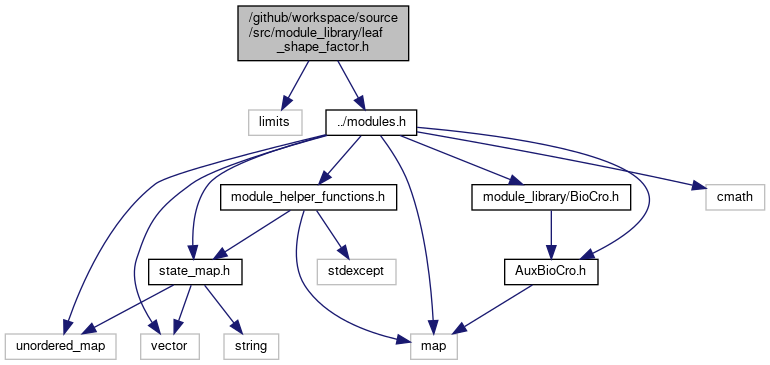 /github/workspace/source
/src/module_library/leaf
_shape_factor.h
limits
../modules.h
module_helper_functions.h
module_library/BioCro.h
cmath
state_map.h
stdexcept
AuxBioCro.h
unordered_map
vector
string
map